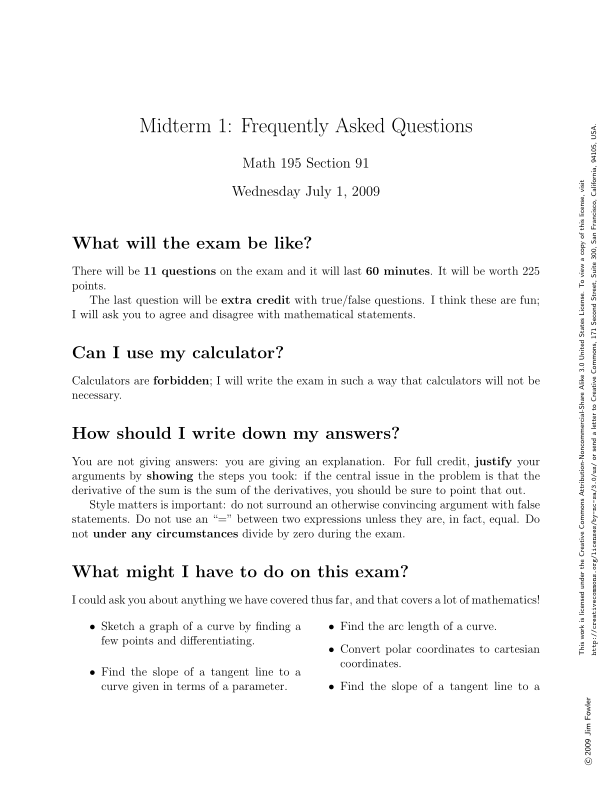 Midterm 1: Frequently Asked Questions
Math 195 Section 91
Wednesday July 1, 2009
What will the exam be like?
There will be 11 questions on the exam and it will last 60 minutes. It will be worth 225
points.
The last question will be extra credit with true/false questions. I think these are fun;
I will ask you to agree and disagree with mathematical statements.
Can I use my calculator?
Calculators are forbidden; I will write the exam in such a way that calculators will not be
necessary.
How should I write down my answers?
You are not giving answers: you are giving an explanation. For full credit, justify your
arguments by showing the steps you took: if the central issue in the problem is that the
derivative of the sum is the sum of the derivatives, you should be sure to point that out.
Style matters is important: do not surround an otherwise convincing argument with false
statements. Do not use an “=” between two expressions unless they are, in fact, equal. Do
not under any circumstances divide by zero during the exam.
What might I have to do on this exam?
I could ask you about anything we have covered thus far, and that covers a lot of mathematics!
• Sketch a graph of a curve by finding a
few points and differentiating.
• Find the slope of a tangent line to a
curve given in terms of a parameter.
• Find the arc length of a curve.
• Convert polar coordinates to cartesian
coordinates.
• Find the slope of a tangent line to a
This work is licensed under the Creative Commons Attribution-Noncommercial-Share Alike 3.0 United States License. To view a copy of this license, visit
http://creativecommons.org/licenses/by-nc-sa/3.0/us/ or send a letter to Creative Commons, 171 Second Street, Suite 300, San Francisco, California, 94105, USA.
© 2009 Jim Fowler